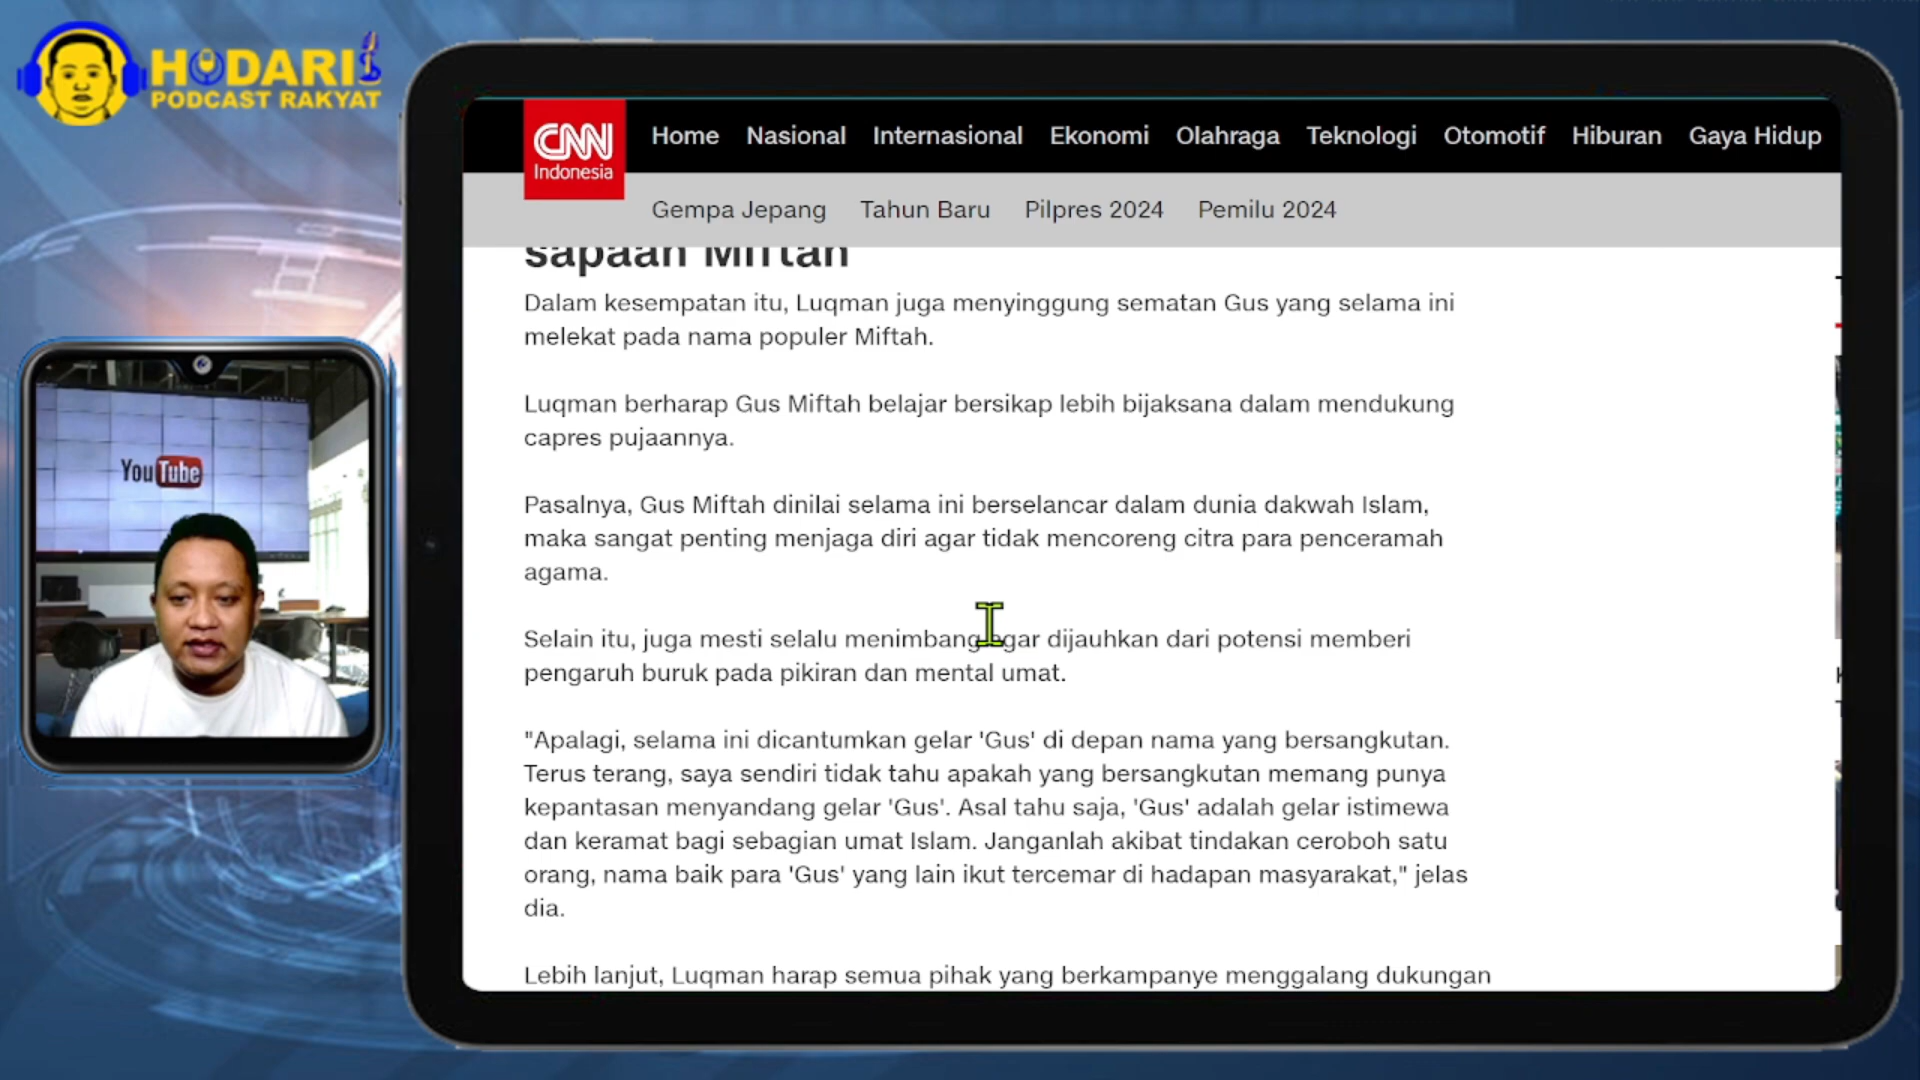 HODARI
PODCAST RAKYAT
CNN
Indonesia
Home Nasional Internasional Ekonomi Olahraga Teknologi Otomotif Hiburan Gaya Hidup
Gempa Jepang Tahun Baru Pilpres 2024 Pemilu 2024
sapaan Miftah
Dalam kesempatan itu, Luqman juga menyinggung sematan Gus yang selama ini
melekat pada nama populer Miftah.
Luqman berharap Gus Miftah belajar bersikap lebih bijaksana dalam mendukung
capres pujaannya.
Pasalnya, Gus Miftah dinilai selama ini berselancar dalam dunia dakwah Islam,
maka sangat penting menjaga diri agar tidak mencoreng citra para penceramah
agama.
Selain itu, juga mesti selalu menimbang agar dijauhkan dari potensi memberi
pengaruh buruk pada pikiran dan mental umat.
"Apalagi, selama ini dicantumkan gelar 'Gus' di depan nama yang bersangkutan.
Terus terang, saya sendiri tidak tahu apakah yang bersangkutan memang punya
kepantasan menyandang gelar 'Gus'. Asal tahu saja, 'Gus' adalah gelar istimewa
dan keramat bagi sebagian umat Islam. Janganlah akibat tindakan ceroboh satu
orang, nama baik para 'Gus' yang lain ikut tercemar di hadapan masyarakat," jelas
dia.
Lebih lanjut, Luqman harap semua pihak yang berkampanye menggalang dukungan
YouTube